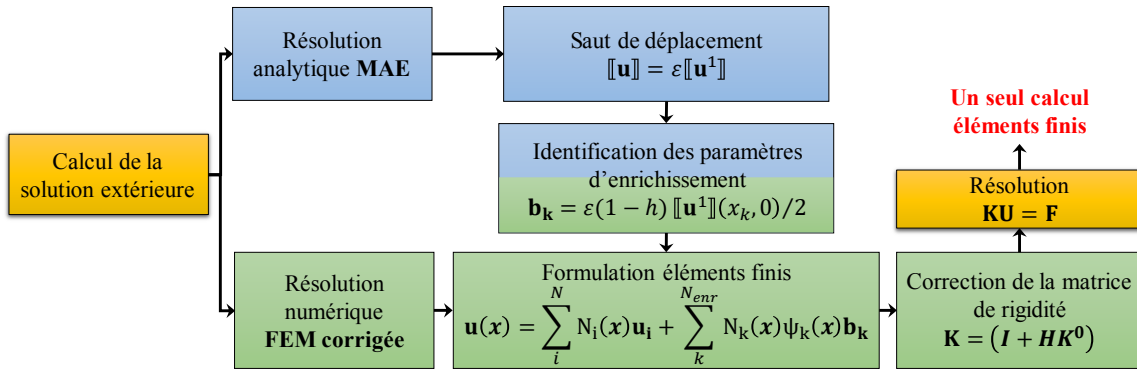 Calcul de la
solution extérieure
Résolution
analytique MAE
Saut de déplacement
⟦u⟧ = ε⟦u¹⟧
Identification des paramètres
d'enrichissement
b_k = ε(1 − h) ⟦u¹⟧(x_k, 0)/2
Résolution
numérique
FEM corrigée
Formulation éléments finis
u(x) = ∑_i^N N_i(x)u_i + ∑_k^{N_enr} N_k(x)ψ_k(x)b_k
Correction de la matrice
de rigidité
K = (I + HK⁰)
Résolution
KU = F
Un seul calcul
éléments finis